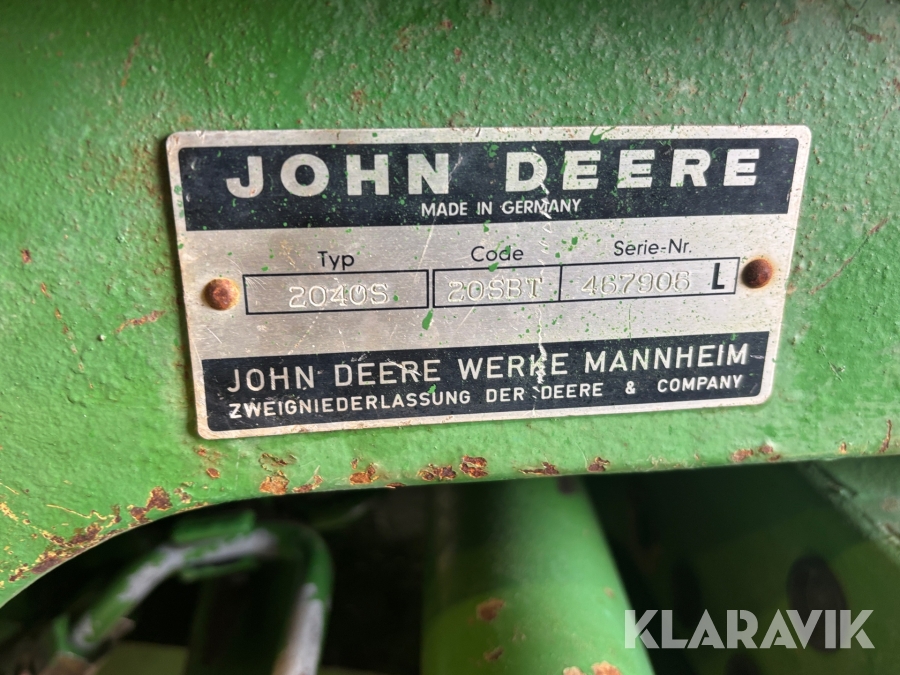 JOHN DEERE
MADE IN GERMANY
Typ Code Serie-Nr.
2040S 20SBT 467906 L
JOHN DEERE WERKE MANNHEIM
ZWEIGNIEDERLASSUNG DER DEERE & COMPANY
KLARAVIK